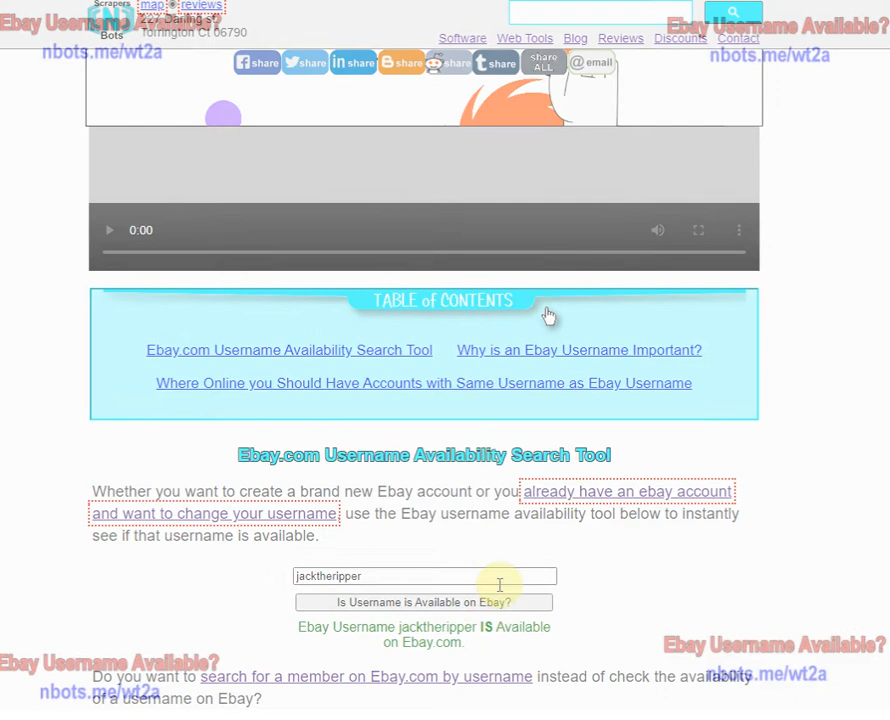 Scrapers
N
Bots
map ◉ reviews
227 Darling st
Torrington Ct 06790
Ebay Username Available?
nbots.me/wt2a
Ebay Username Available?
nbots.me/wt2a
Software Web Tools Blog Reviews Discounts Contact
share share share share share share Share ALL @ email
0:00
TABLE of CONTENTS
Ebay.com Username Availability Search Tool Why is an Ebay Username Important?
Where Online you Should Have Accounts with Same Username as Ebay Username
Ebay.com Username Availability Search Tool
Whether you want to create a brand new Ebay account or you already have an ebay account
and want to change your username use the Ebay username availability tool below to instantly
see if that username is available.
jacktheripper
Is Username is Available on Ebay?
Ebay Username jacktheripper IS Available
on Ebay.com.
Ebay Username Available?
nbots.me/wt2a
Ebay Username Available?
nbots.me/wt2a
Do you want to search for a member on Ebay.com by username instead of check the availability
of a username on Ebay?